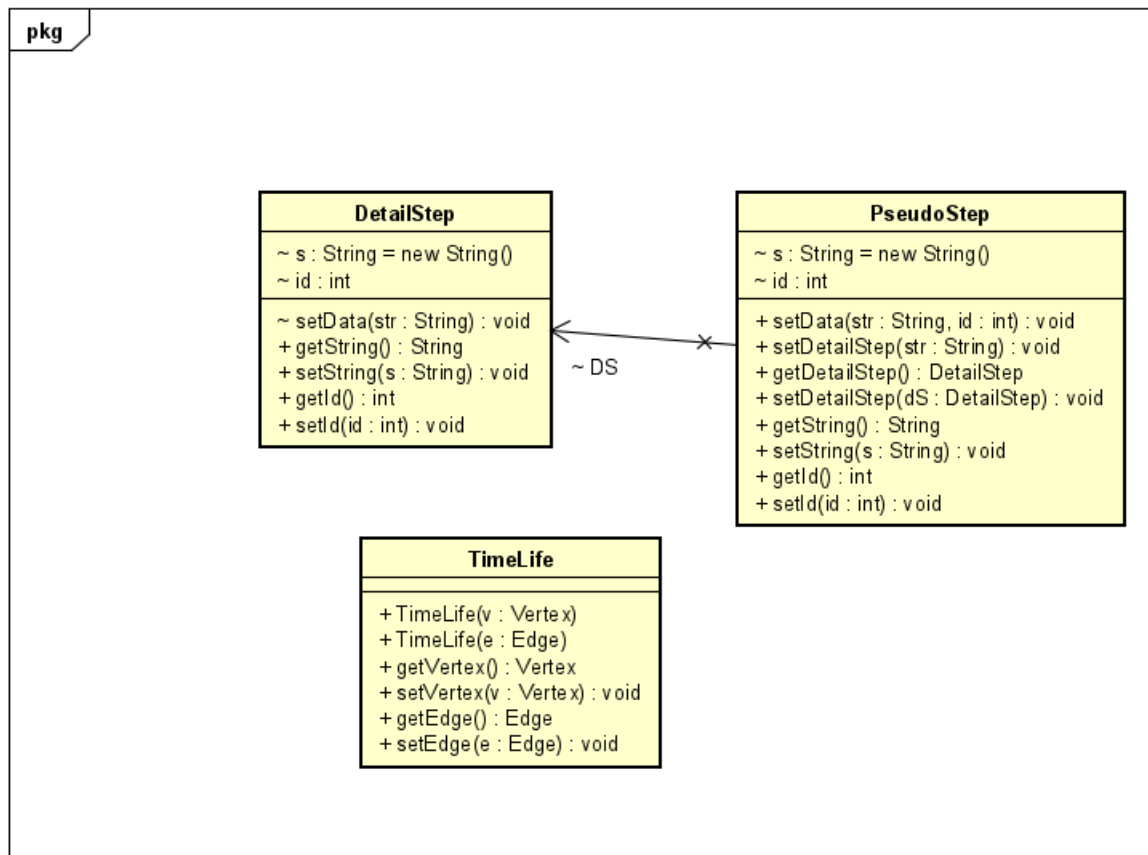 pkg
DetailStep
~ s : String = new String()
~ id : int
~ setData(str : String) : void
+ getString() : String
+ setString(s : String) : void
+ getId() : int
+ setId(id : int) : void
~ DS
PseudoStep
~ s : String = new String()
~ id : int
+ setData(str : String, id : int) : void
+ setDetailStep(str : String) : void
+ getDetailStep() : DetailStep
+ setDetailStep(dS : DetailStep) : void
+ getString() : String
+ setString(s : String) : void
+ getId() : int
+ setId(id : int) : void
TimeLife
+ TimeLife(v : Vertex)
+ TimeLife(e : Edge)
+ getVertex() : Vertex
+ setVertex(v : Vertex) : void
+ getEdge() : Edge
+ setEdge(e : Edge) : void